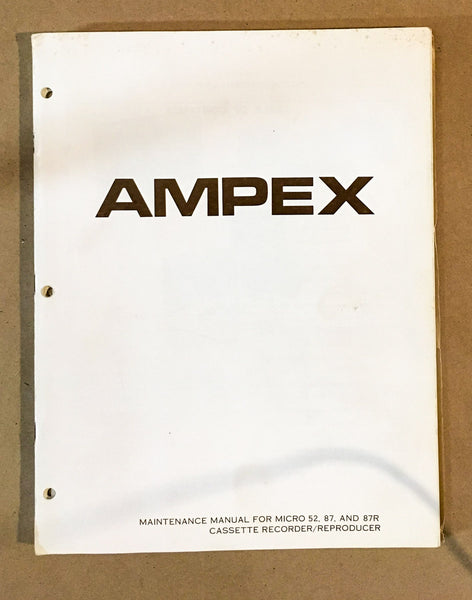 AMPEX
MAINTENANCE MANUAL FOR MICRO 52, 87, AND 87R
CASSETTE RECORDER/REPRODUCER